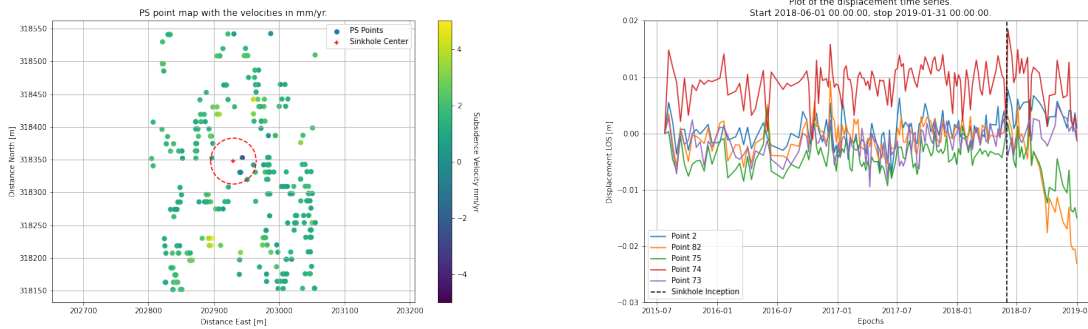 PS point map with the velocities in mm/yr.
PS Points
Sinkhole Center
318550
318500
318450
318400
318350
318300
318250
318200
318150
Distance North [m]
202700
202800
202900
203000
203100
203200
Distance East [m]
4
2
0
−2
−4
Subsidence Velocity mm/yr
Plot of the displacement time series.
Start 2018-06-01 00:00:00, stop 2019-01-31 00:00:00.
0.02
0.01
0.00
−0.01
−0.02
−0.03
Displacement LOS [m]
Point 2
Point 82
Point 75
Point 74
Point 73
Sinkhole Inception
2015-07
2016-01
2016-07
2017-01
2017-07
2018-01
2018-07
2019-0
Epochs